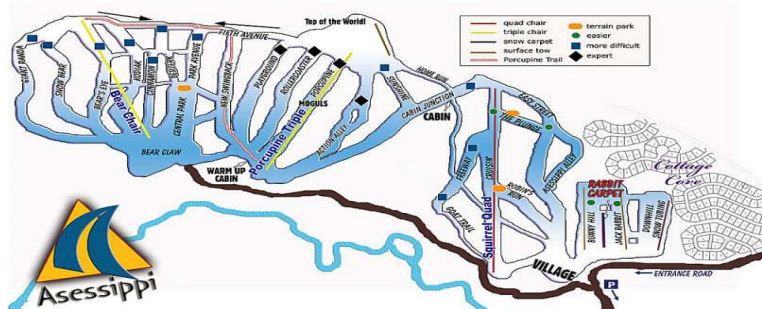 Top of the World!
FIFTH AVENUE
quad chair
triple chair
snow carpet
surface tow
Porcupine Trail
terrain park
easier
more difficult
expert
GIANT PANDA
SNOW BEAR
BEAR'S EYE
KODIAK
CINNAMON
CENTRAL PARK
PARK AVENUE
NEW SWINGBACK
PLAYGROUND
ROLLERCOASTER
PORCUPINE
MOGULS
SUNSHINE
HOME RUN
CABIN JUNCTION
CABIN
EASY STREET
THE PLUNGE
Bear Chair
Porcupine Triple
ACTION ALLEY
BEAR CLAW
WARM UP
CABIN
FREEWAY
CRUISIN'
ROBIN'S
RUN
ASESSIPPI ALLEY
GOAT TRAIL
Squirrel Quad
Cottage
Cove
RABBIT
CARPET
BUNNY HILL
JACK RABBIT
DOWNHILL
SNOW TUBING
VILLAGE
ENTRANCE ROAD
P
Asessippi